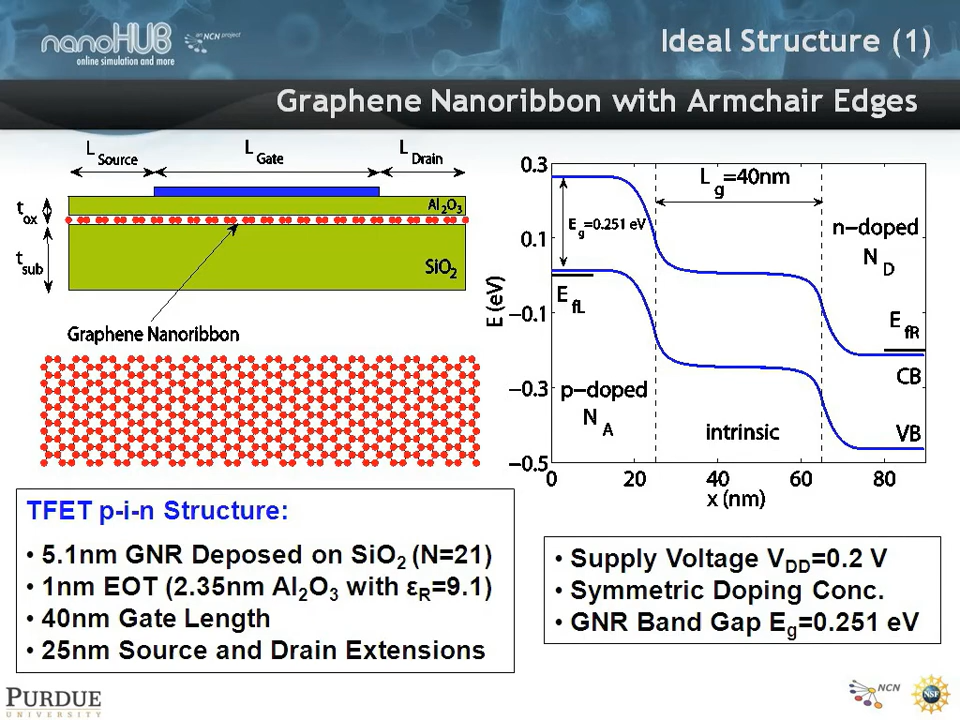 nanoHUB
an NCN project
online simulation and more
Ideal Structure (1)
Graphene Nanoribbon with Armchair Edges
L Source
L Gate
L Drain
t ox
Al2O3
t sub
SiO2
Graphene Nanoribbon
0.3
0.1
−0.1
−0.3
−0.5
E (eV)
L g=40nm
E g=0.251 eV
n−doped
N D
E fL
E fR
CB
p−doped
N A
intrinsic
VB
0 20 40 60 80
x (nm)
TFET p-i-n Structure:
• 5.1nm GNR Deposed on SiO2 (N=21)
• 1nm EOT (2.35nm Al2O3 with εR=9.1)
• 40nm Gate Length
• 25nm Source and Drain Extensions
• Supply Voltage VDD=0.2 V
• Symmetric Doping Conc.
• GNR Band Gap Eg=0.251 eV
PURDUE
UNIVERSITY
NCN
NSF